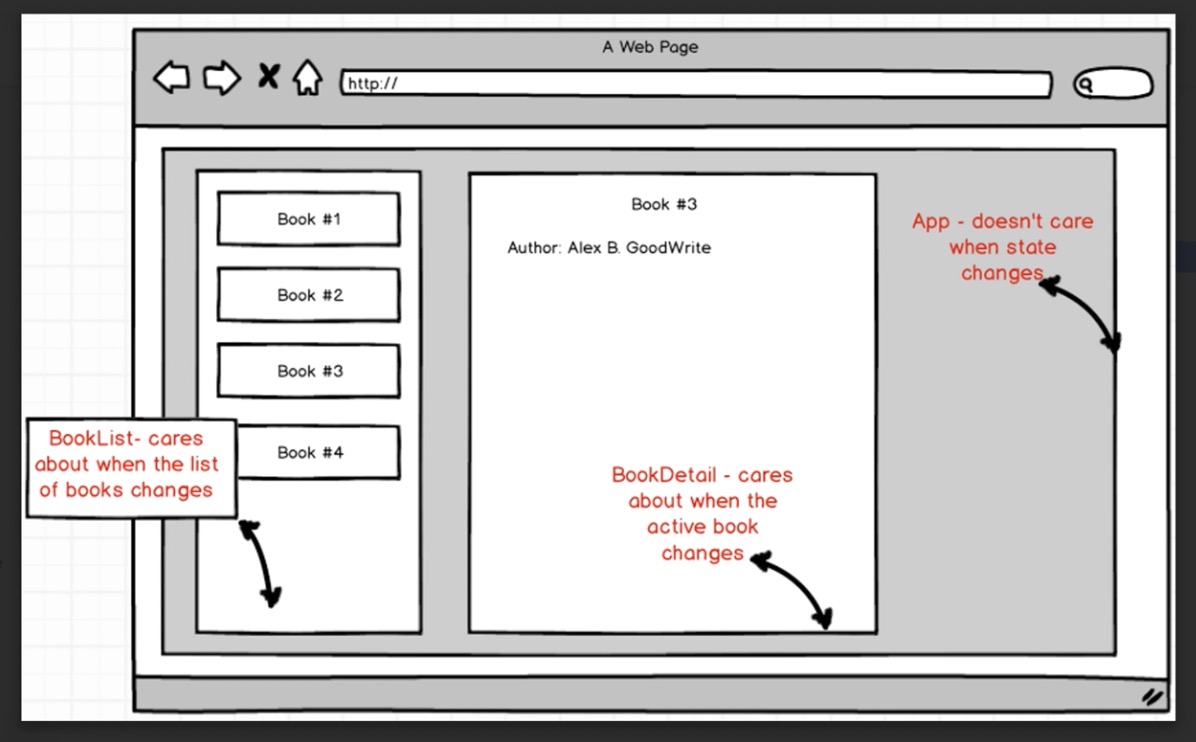 A Web Page
http://
Book #1
Book #2
Book #3
Book #4
Book #3
Author: Alex B. GoodWrite
App - doesn't care
when state
changes
BookList- cares
about when the list
of books changes
BookDetail - cares
about when the
active book
changes